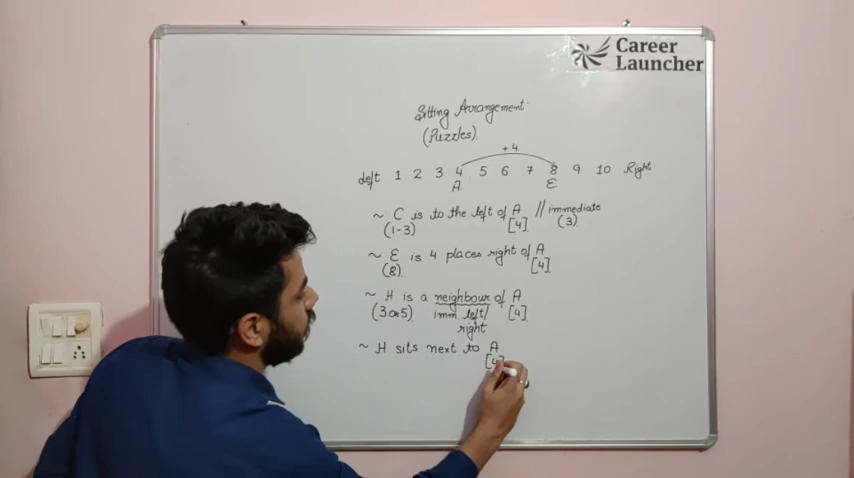 Career
Launcher
Sitting Arrangement
(Puzzles)
+4
Left 1 2 3 4 5 6 7 8 9 10 Right
A E
~ C is to the left of A // immediate
(1-3) [4] (3)
~ E is 4 places right of A
(8) [4]
~ H is a neighbour of A
(3 or 5) imm left/ [4]
right
~ H sits next to A
[4]